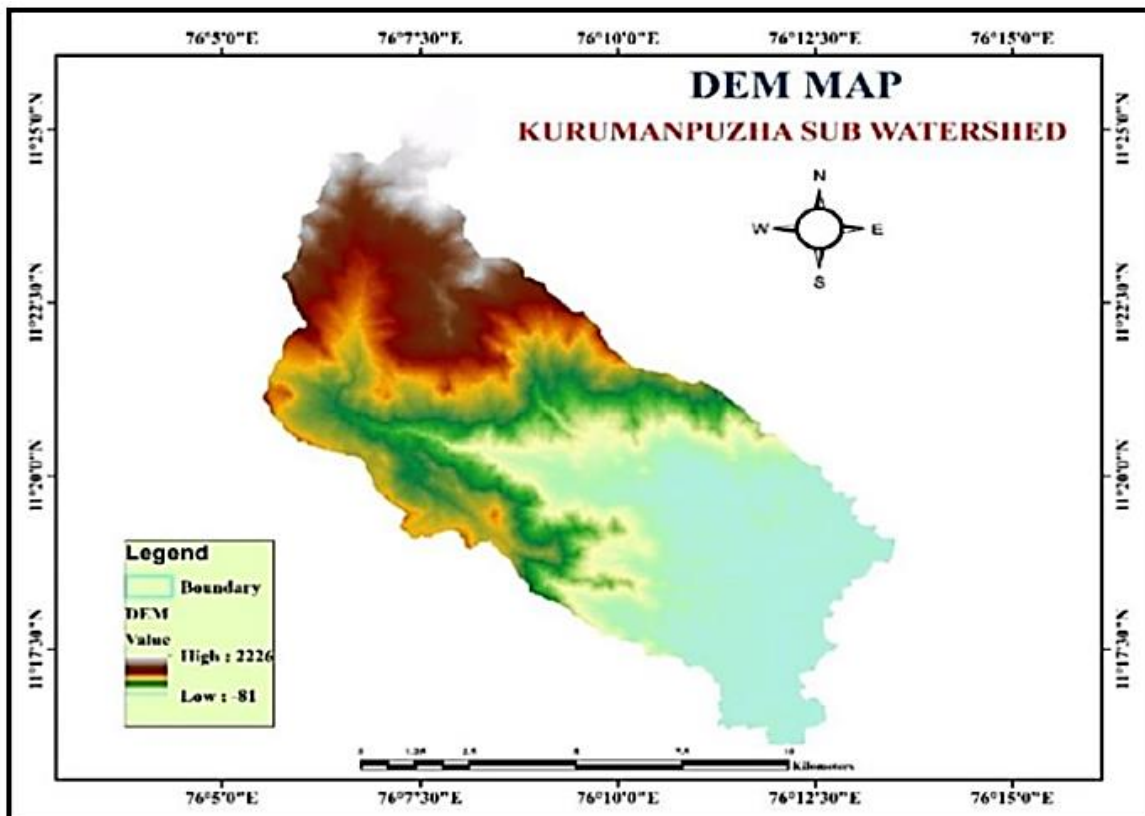 76°5'0"E 76°7'30"E 76°10'0"E 76°12'30"E 76°15'0"E
DEM MAP
KURUMANPUZHA SUB WATERSHED
N
W E
S
11°25'0"N 11°25'0"N
11°22'30"N 11°22'30"N
11°20'0"N 11°20'0"N
11°17'30"N 11°17'30"N
Legend
Boundary
DEM
Value
High : 2226
Low : -81
0 1.25 2.5 5 7.5 10
Kilometers
76°5'0"E 76°7'30"E 76°10'0"E 76°12'30"E 76°15'0"E